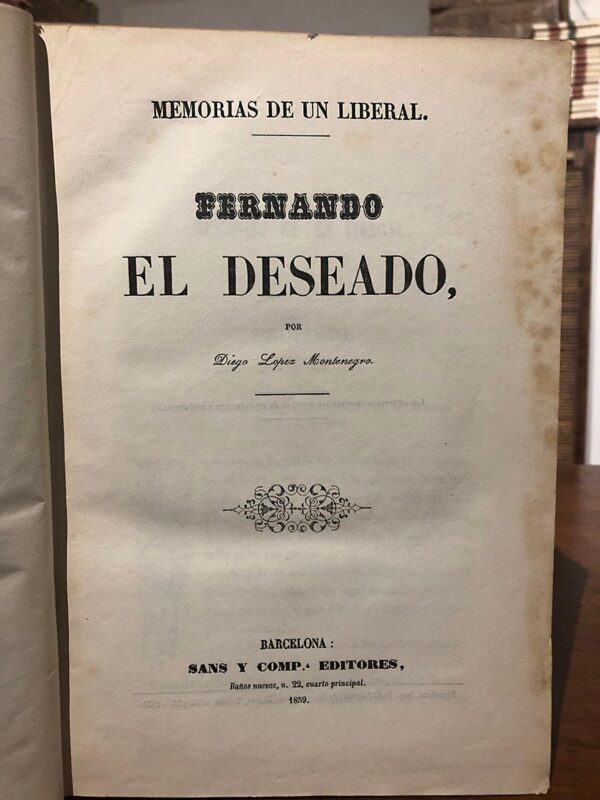 MEMORIAS DE UN LIBERAL.
FERNANDO
EL DESEADO,
POR
Diego Lopez Montenegro.
BARCELONA:
SANS Y COMP.ᴬ EDITORES,
Baños nuevos, n. 22, cuarto principal.
1859.